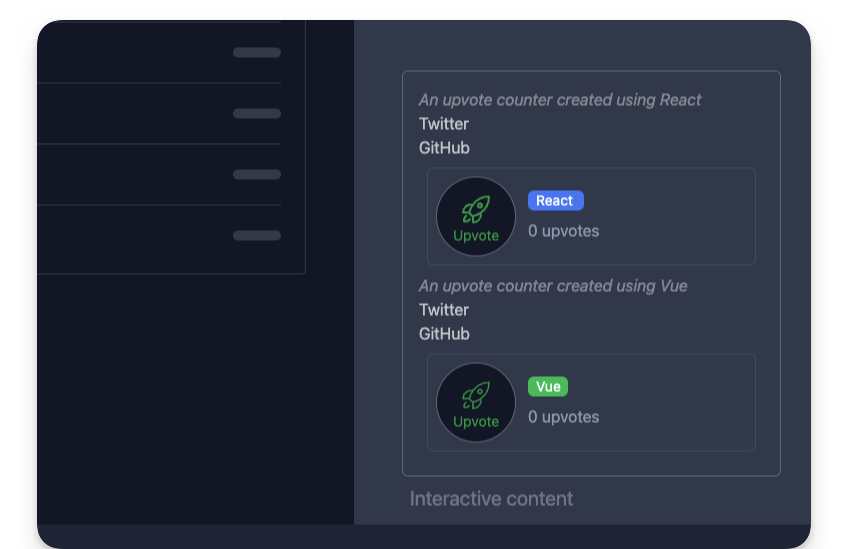 An upvote counter created using React
Twitter
GitHub
React
Upvote
0 upvotes
An upvote counter created using Vue
Twitter
GitHub
Vue
Upvote
0 upvotes
Interactive content